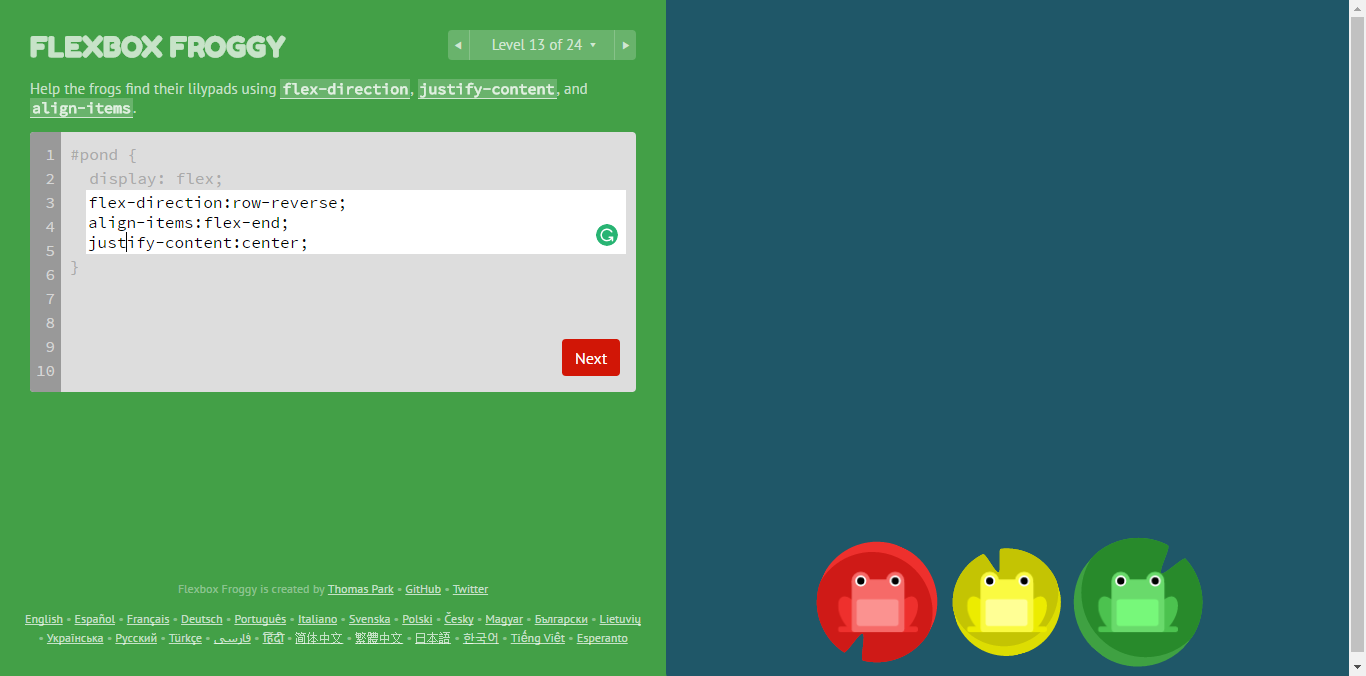 FLEXBOX FROGGY
Level 13 of 24
Help the frogs find their lilypads using flex-direction, justify-content, and
align-items.
1 #pond {
2 display: flex;
3 flex-direction:row-reverse;
4 align-items:flex-end;
5 justify-content:center;
6 }
7
8
9
10
Next
Flexbox Froggy is created by Thomas Park • GitHub • Twitter
English • Español • Français • Deutsch • Português • Italiano • Svenska • Polski • Česky • Magyar • Български • Lietuvių
• Українська • Русский • Türkçe • فارسی • हिंदी • 简体中文 • 繁體中文 • 日本語 • 한국어 • Tiếng Việt • Esperanto